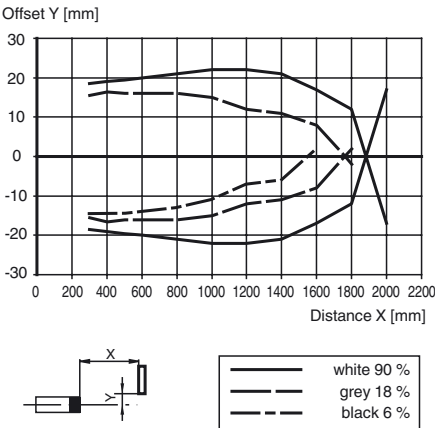 Offset Y [mm]
30
20
10
0
-10
-20
-30
0 200 400 600 800 1000 1200 1400 1600 1800 2000 2200
Distance X [mm]
X
Y
white 90 %
grey 18 %
black 6 %